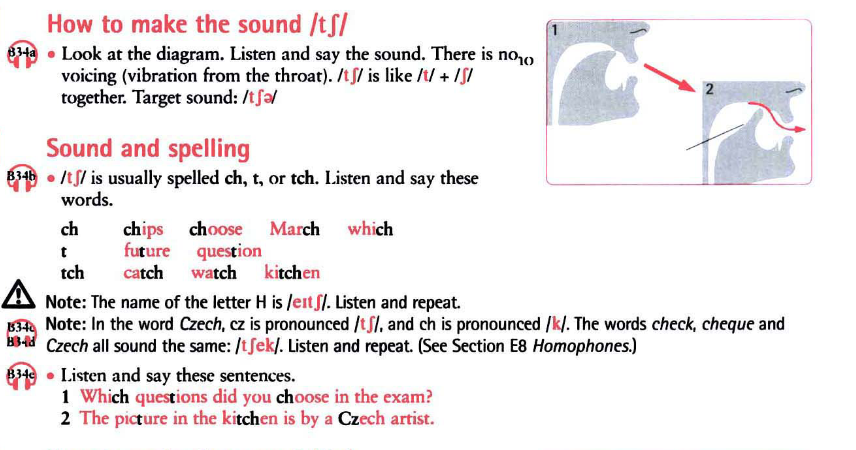 How to make the sound /tʃ/
B34a • Look at the diagram. Listen and say the sound. There is no
voicing (vibration from the throat). /tʃ/ is like /t/ + /ʃ/
together. Target sound: /tʃə/
1
2
Sound and spelling
B34b • /tʃ/ is usually spelled ch, t, or tch. Listen and say these
words.
ch chips choose March which
t future question
tch catch watch kitchen
Note: The name of the letter H is /eɪtʃ/. Listen and repeat.
B34c Note: In the word Czech, cz is pronounced /tʃ/, and ch is pronounced /k/. The words check, cheque and
B34d Czech all sound the same: /tʃek/. Listen and repeat. (See Section E8 Homophones.)
B34e • Listen and say these sentences.
1 Which questions did you choose in the exam?
2 The picture in the kitchen is by a Czech artist.